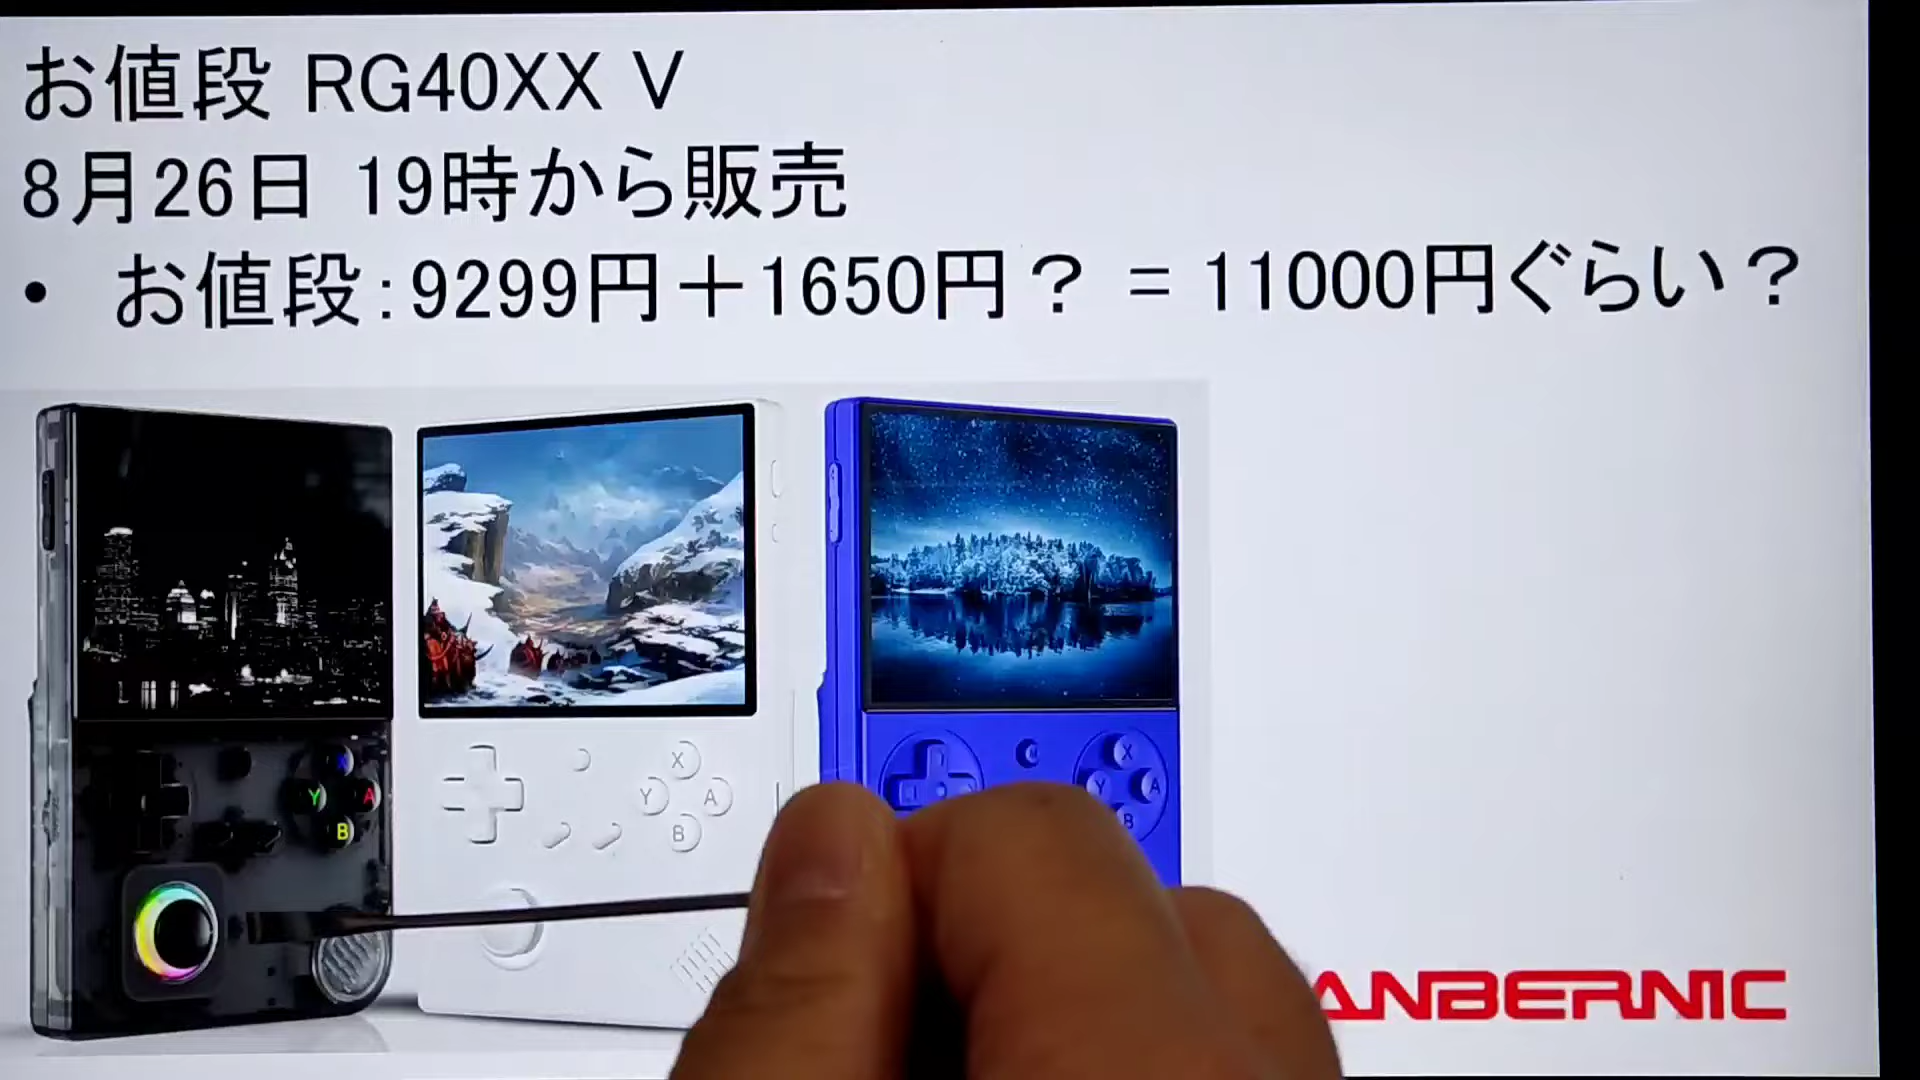 お値段 RG40XX V
8月26日 19時から販売
• お値段：9299円＋1650円？ = 11000円ぐらい？
X
Y
A
B
X
Y
A
B
X
Y
A
B
ANBERNIC